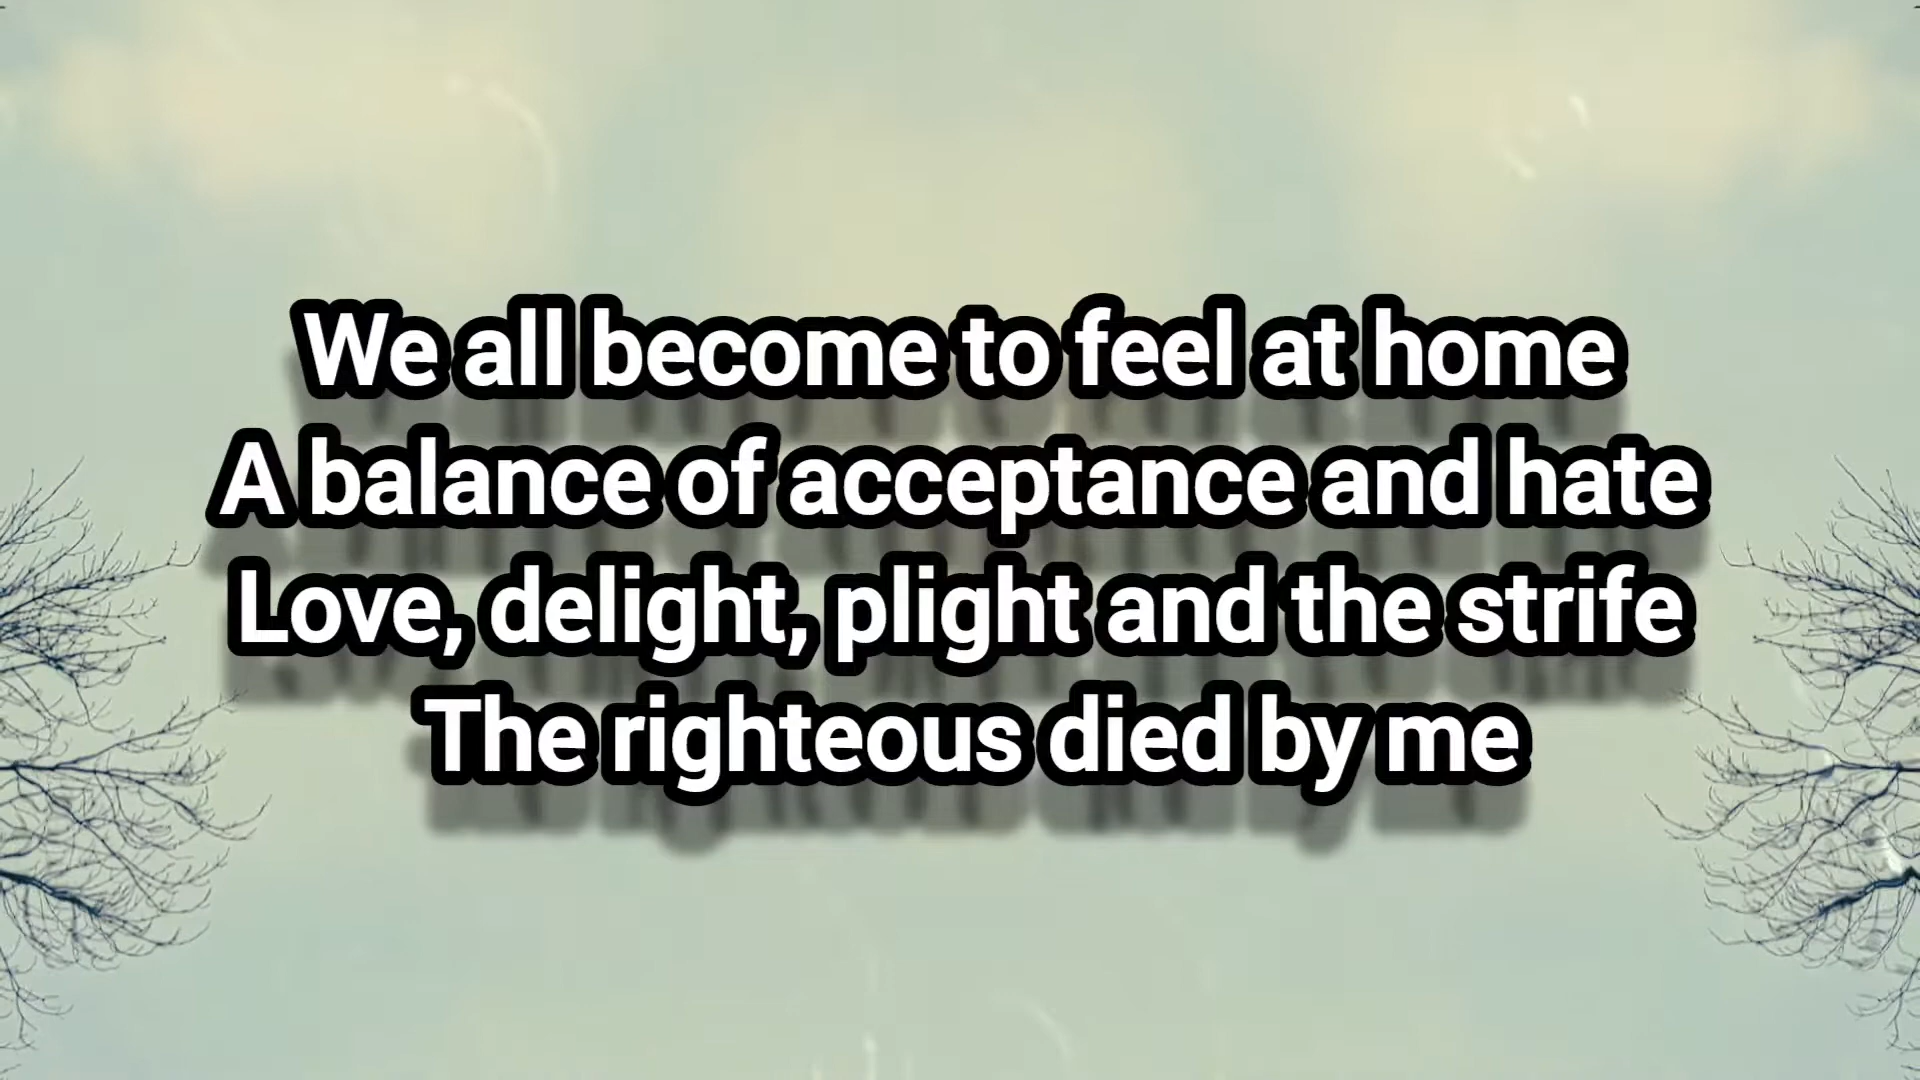 We all become to feel at home
A balance of acceptance and hate
Love, delight, plight and the strife
The righteous died by me